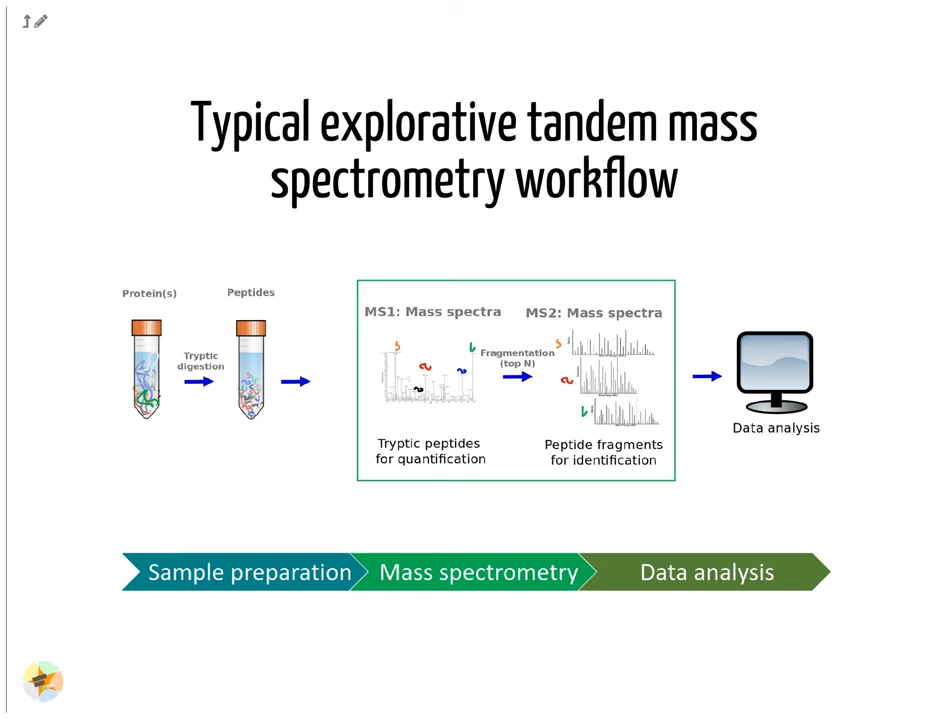 Typical explorative tandem mass
spectrometry workflow
Protein(s)
Peptides
Tryptic
digestion
MS1: Mass spectra
MS2: Mass spectra
Fragmentation
(top N)
Tryptic peptides
for quantification
Peptide fragments
for identification
Data analysis
Sample preparation
Mass spectrometry
Data analysis